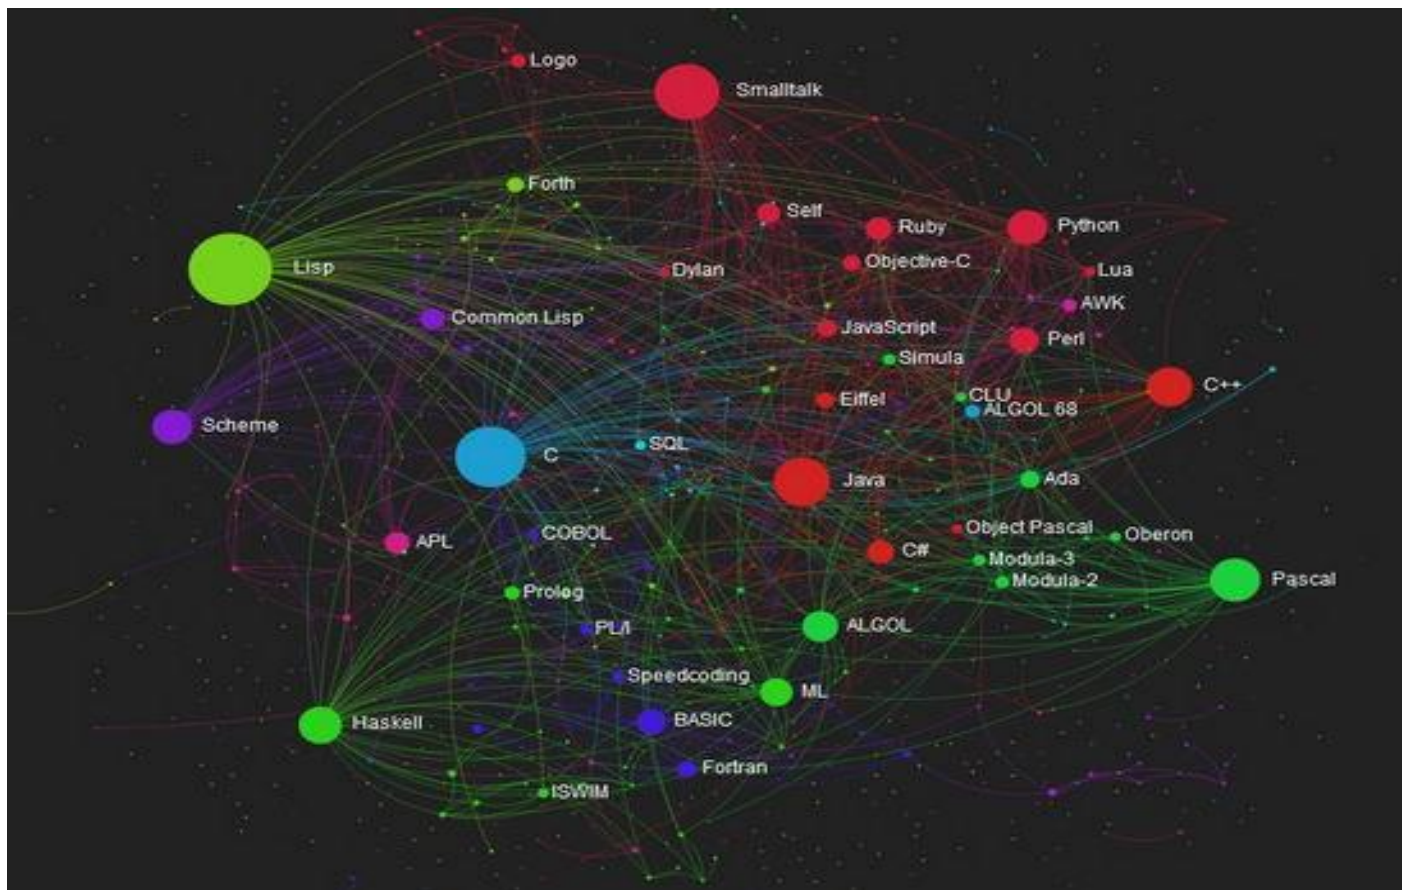 Logo
Smalltalk
Forth
Self
Ruby
Python
Lisp
Dylan
Objective-C
Lua
AWK
Common Lisp
JavaScript
Perl
Simula
C++
Eiffel
CLU
ALGOL 68
Scheme
C
SQL
Java
Ada
APL
COBOL
Object Pascal
Oberon
C#
Modula-3
Modula-2
Pascal
Prolog
PL/I
ALGOL
Speedcoding
ML
Haskell
BASIC
Fortran
ISWIM